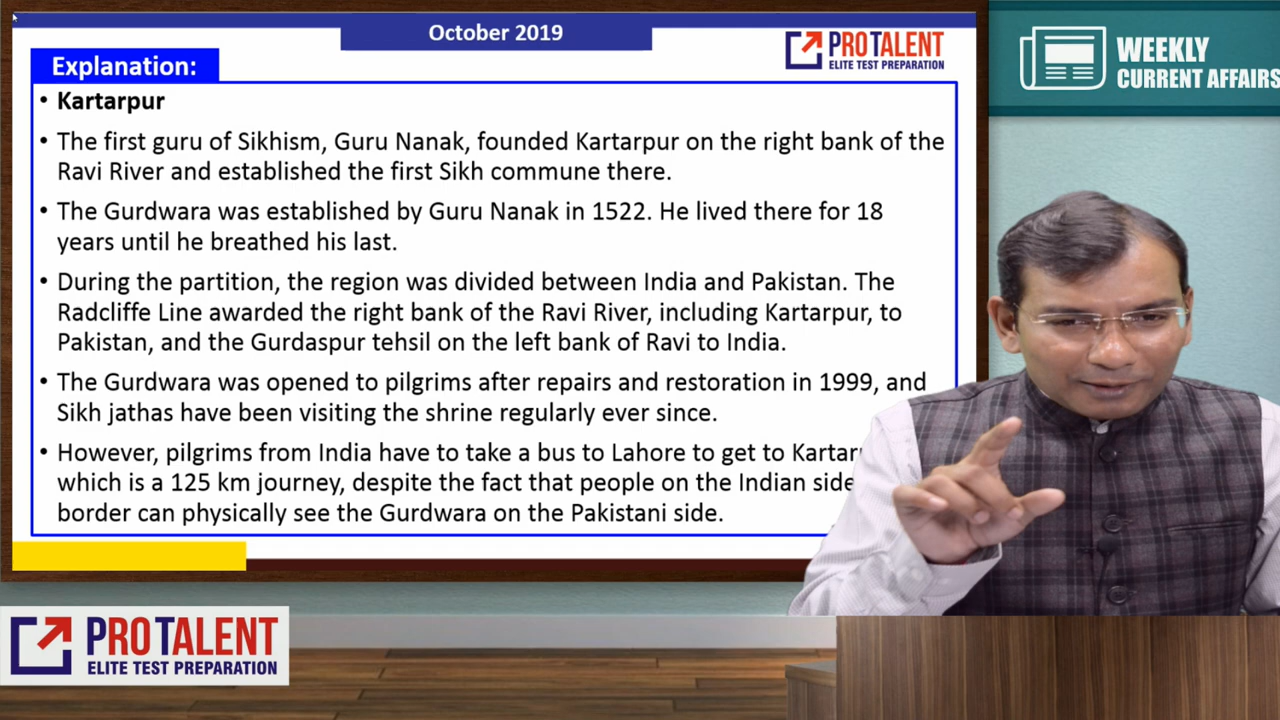 October 2019
PRO TALENT
ELITE TEST PREPARATION
WEEKLY
CURRENT AFFAIRS
Explanation:
• Kartarpur
• The first guru of Sikhism, Guru Nanak, founded Kartarpur on the right bank of the
Ravi River and established the first Sikh commune there.
• The Gurdwara was established by Guru Nanak in 1522. He lived there for 18
years until he breathed his last.
• During the partition, the region was divided between India and Pakistan. The
Radcliffe Line awarded the right bank of the Ravi River, including Kartarpur, to
Pakistan, and the Gurdaspur tehsil on the left bank of Ravi to India.
• The Gurdwara was opened to pilgrims after repairs and restoration in 1999, and
Sikh jathas have been visiting the shrine regularly ever since.
• However, pilgrims from India have to take a bus to Lahore to get to
which is a 125 km journey, despite the fact that people on the Indian side
border can physically see the Gurdwara on the Pakistani side.
PRO TALENT
ELITE TEST PREPARATION